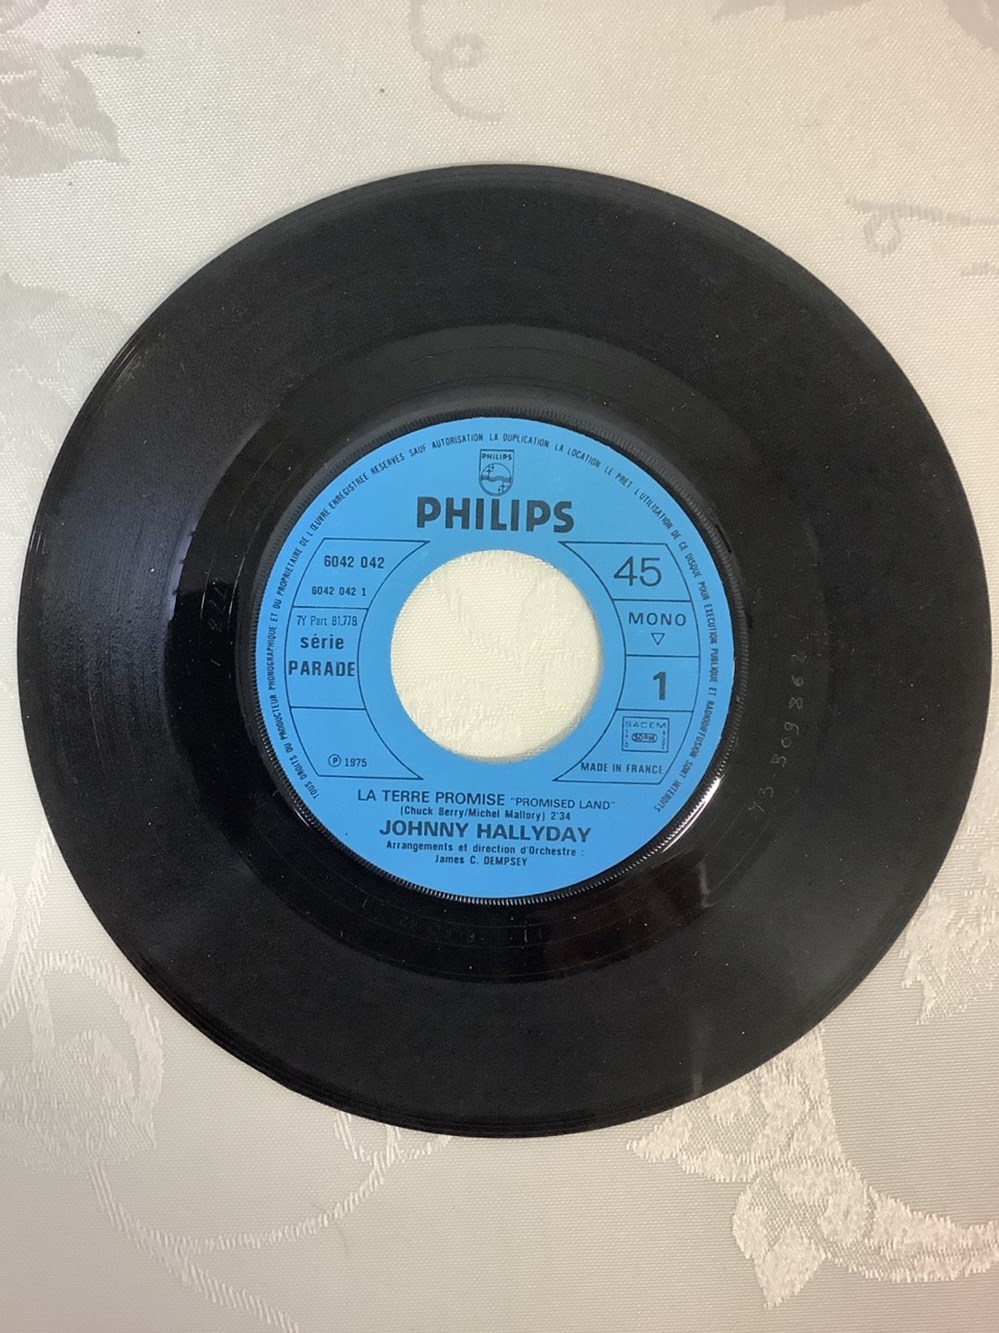 TOUS DROITS DU PRODUCTEUR PHONOGRAPHIQUE ET DU PROPRIETAIRE DE L'ŒUVRE ENREGISTREE RESERVES SAUF AUTORISATION LA DUPLICATION LA LOCATION LE PRET L'UTILISATION DE CE DISQUE POUR EXECUTION PUBLIQUE ET RADIODIFFUSION SONT INTERDITS
PHILIPS
PHILIPS
6042 042
6042 042 1
7Y Part 61.778
série
PARADE
℗ 1975
45
MONO
▽
1
SACEM
SDRM
MADE IN FRANCE
LA TERRE PROMISE "PROMISED LAND"
(Chuck Berry/Michel Mallory) 2'34
JOHNNY HALLYDAY
Arrangements et direction d'Orchestre :
James C. DEMPSEY